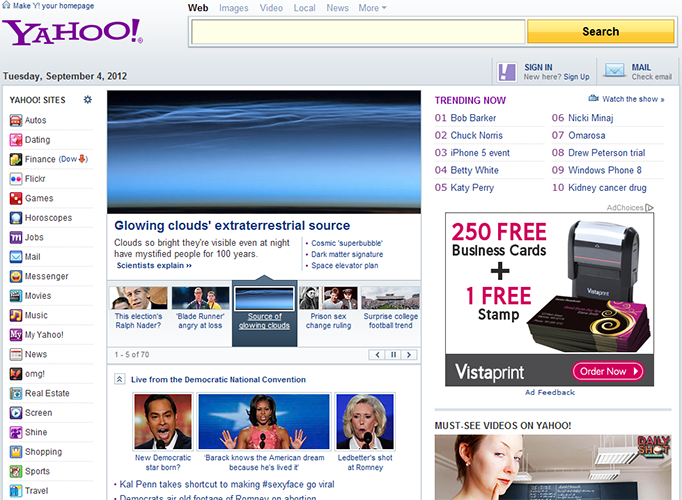 Make Y! your homepage
YAHOO!®
Web Images Video Local News More
Search
Tuesday, September 4, 2012
SIGN IN
New here? Sign Up
MAIL
Check email
YAHOO! SITES
Autos
Dating
Finance (Dow )
Flickr
Games
Horoscopes
Jobs
Mail
Messenger
Movies
Music
My Yahoo!
News
omg!
Real Estate
Screen
Shine
Shopping
Sports
Travel
Glowing clouds' extraterrestrial source
Clouds so bright they're visible even at night
have mystified people for 100 years.
Scientists explain ››
• Cosmic 'superbubble'
• Dark matter signature
• Space elevator plan
This election's
Ralph Nader?
'Blade Runner'
angry at loss
Source of
glowing clouds
Prison sex
change ruling
Surprise college
football trend
1 - 5 of 70
Live from the Democratic National Convention
New Democratic
star born?
'Barack knows the American dream
because he's lived it'
Ledbetter's shot
at Romney
• Kal Penn takes shortcut to making #sexyface go viral
• Democrats air old footage of Romney on abortion
TRENDING NOW
Watch the show »
01 Bob Barker
02 Chuck Norris
03 iPhone 5 event
04 Betty White
05 Katy Perry
06 Nicki Minaj
07 Omarosa
08 Drew Peterson trial
09 Windows Phone 8
10 Kidney cancer drug
AdChoices
250 FREE
Business Cards
+
1 FREE
Stamp
Vistaprint
Vistaprint
Order Now
Ad Feedback
MUST-SEE VIDEOS ON YAHOO!
DAILY
SHOT